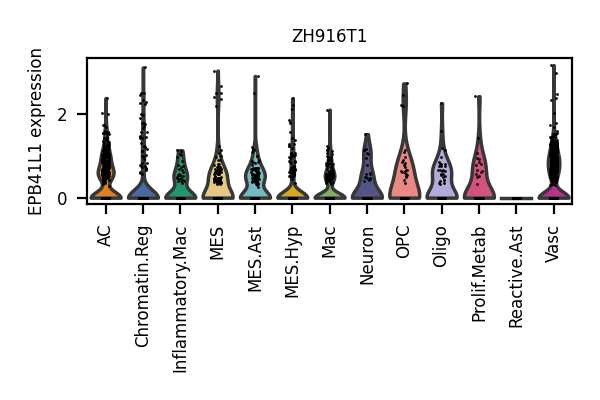 ZH916T1
EPB41L1 expression
2
0
AC
Chromatin.Reg
Inflammatory.Mac
MES
MES.Ast
MES.Hyp
Mac
Neuron
OPC
Oligo
Prolif.Metab
Reactive.Ast
Vasc